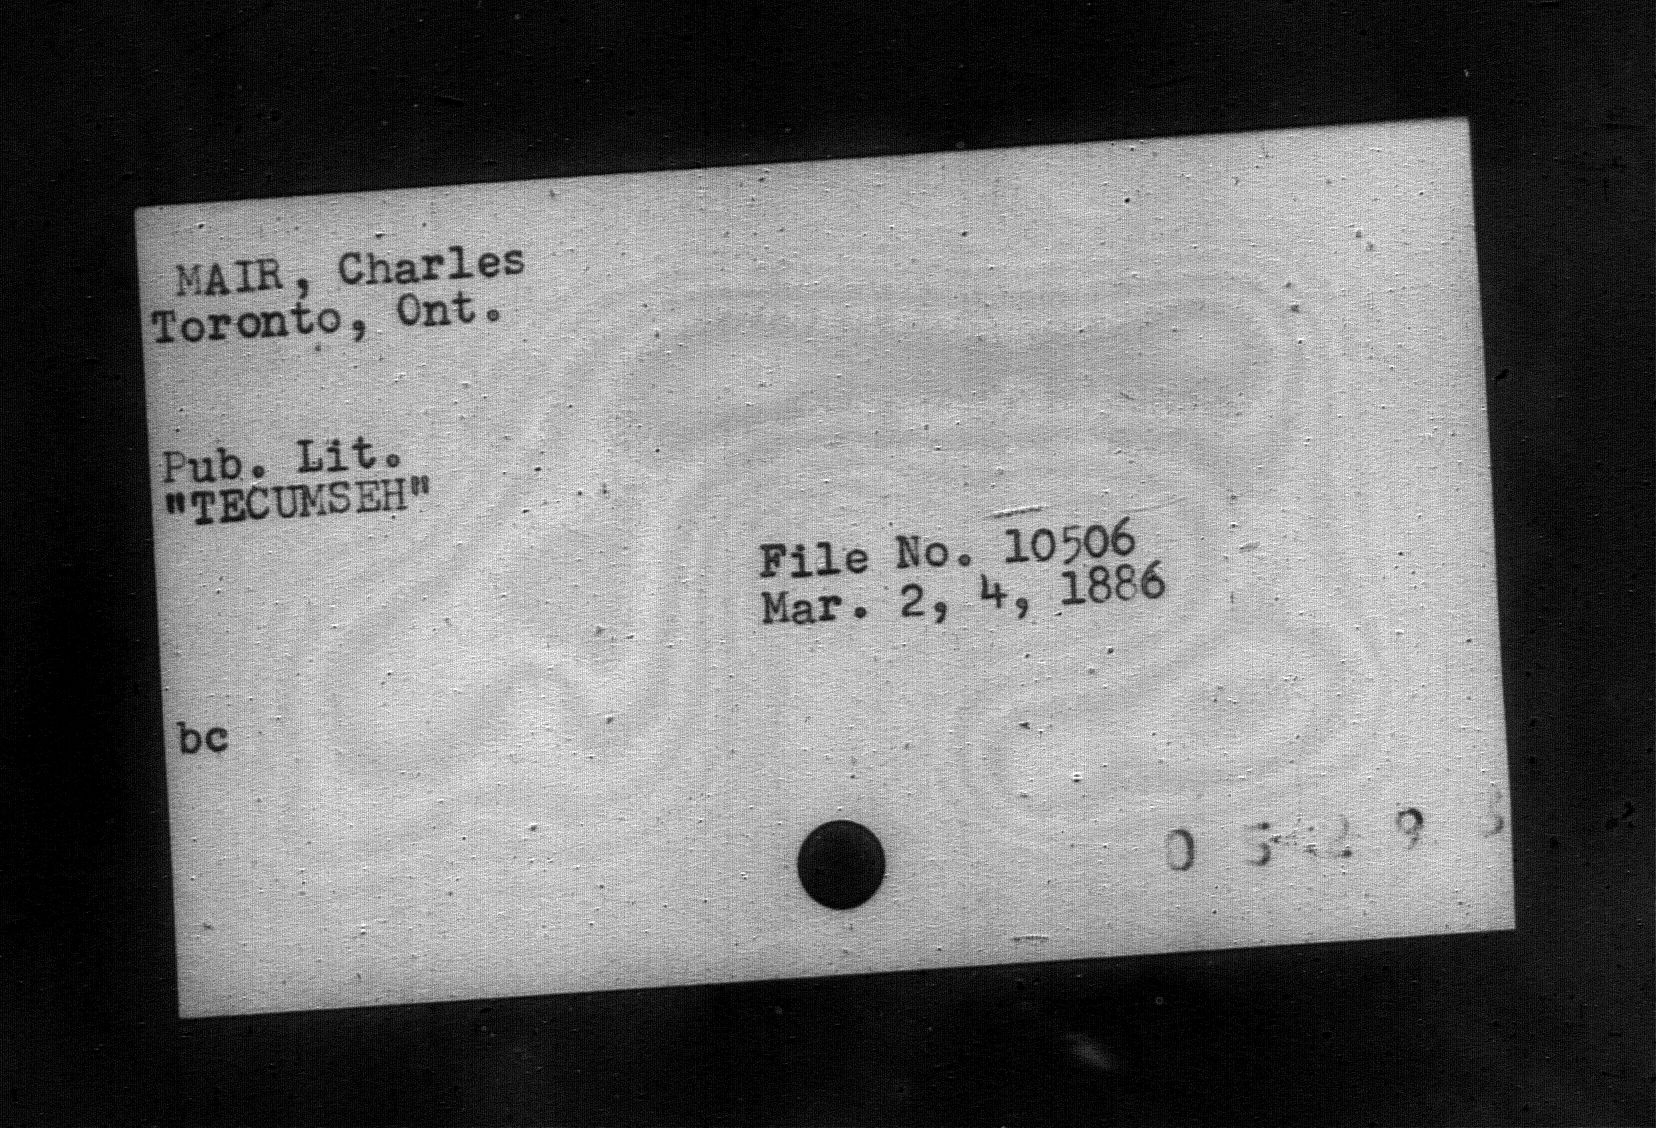 MAIR, Charles
Toronto, Ont.
Pub. Lit.
"TECUMSEH"
File No. 10506
Mar. 2, 4, 1886
bc